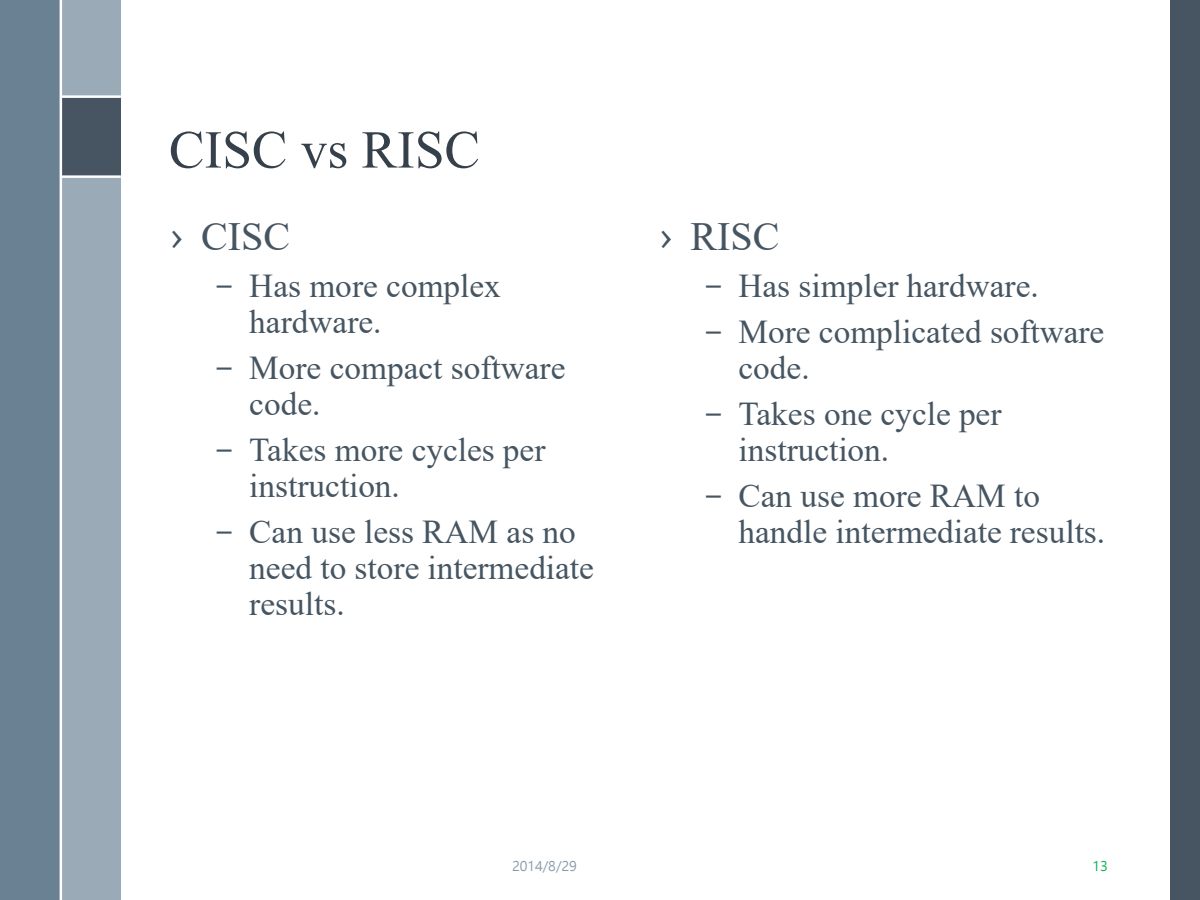 CISC vs RISC
› CISC
– Has more complex
hardware.
– More compact software
code.
– Takes more cycles per
instruction.
– Can use less RAM as no
need to store intermediate
results.
› RISC
– Has simpler hardware.
– More complicated software
code.
– Takes one cycle per
instruction.
– Can use more RAM to
handle intermediate results.
2014/8/29
13